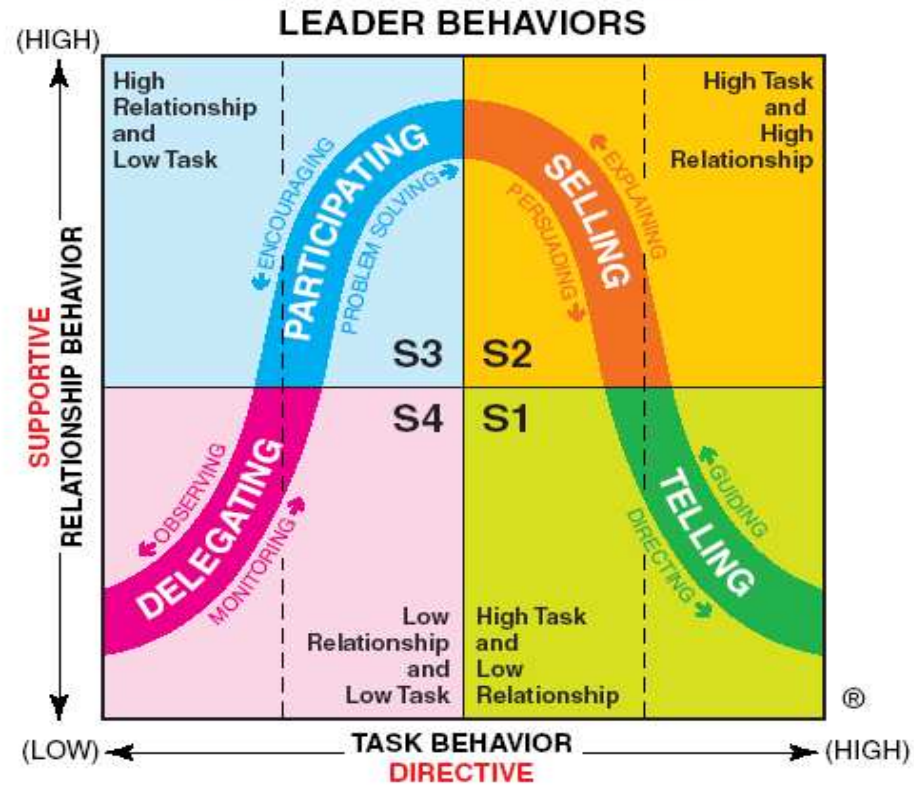 LEADER BEHAVIORS
(HIGH)
High
Relationship
and
Low Task
High Task
and
High
Relationship
ENCOURAGING
PARTICIPATING
PROBLEM SOLVING
SELLING
EXPLAINING
PERSUADING
S3
S2
SUPPORTIVE
RELATIONSHIP BEHAVIOR
S4
S1
OBSERVING
DELEGATING
MONITORING
GUIDING
TELLING
DIRECTING
Low
Relationship
and
Low Task
High Task
and
Low
Relationship
®
(LOW)
TASK BEHAVIOR
(HIGH)
DIRECTIVE